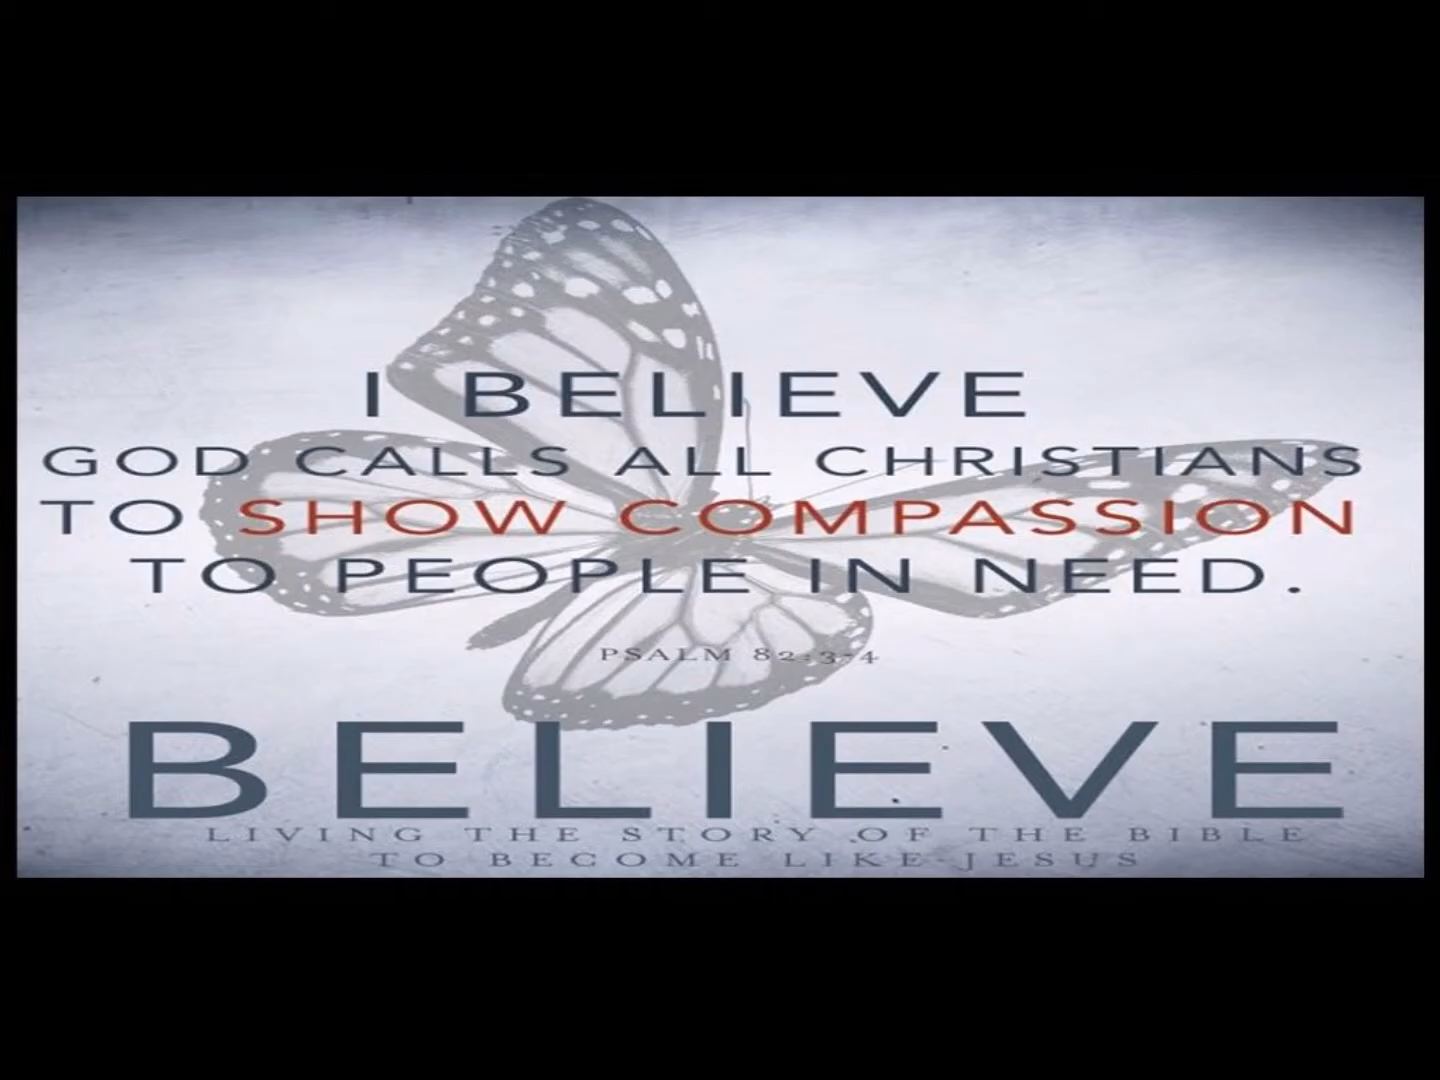 I BELIEVE
GOD CALLS ALL CHRISTIANS
TO SHOW COMPASSION
TO PEOPLE IN NEED.
PSALM 82:3-4
BELIEVE
LIVING THE STORY OF THE BIBLE
TO BECOME LIKE JESUS